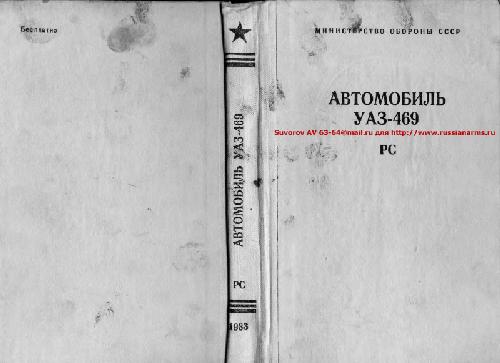 Бесплатно
АВТОМОБИЛЬ УАЗ-469
РС
1983
МИНИСТЕРСТВО ОБОРОНЫ СССР
АВТОМОБИЛЬ
УАЗ-469
Suvorov AV 63-64@mail.ru для http://www.russianarms.ru
РС